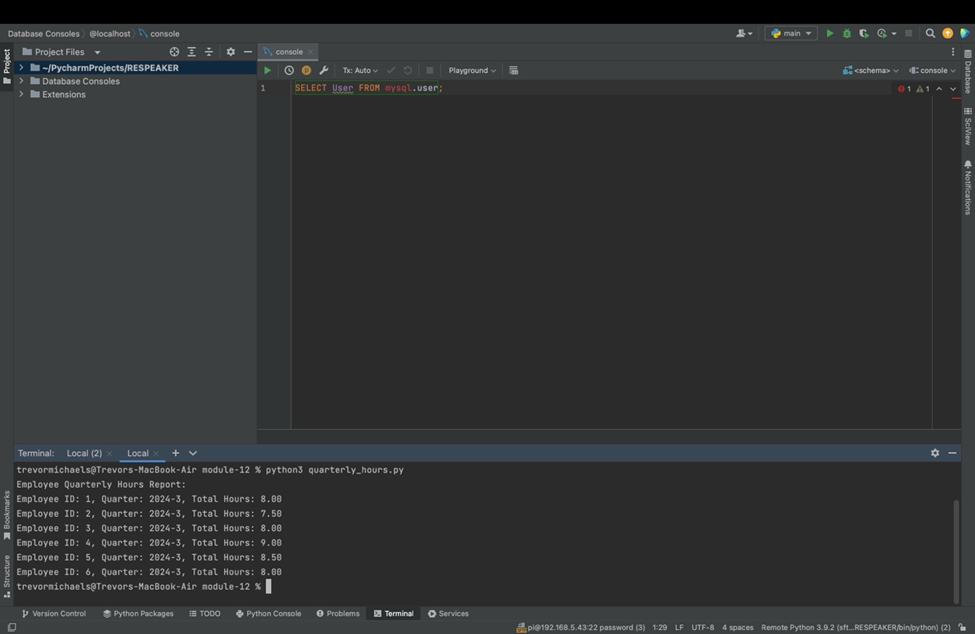 Database Consoles @localhost console
main
Project Files
console
Project
~/PycharmProjects/RESPEAKER
Database Consoles
Extensions
Tx: Auto
Playground
<schema>
console
1
SELECT User FROM mysql.user;
1 1
Database
SciView
Notifications
Bookmarks
Structure
Terminal: Local (2) Local
trevormichaels@Trevors-MacBook-Air module-12 % python3 quarterly_hours.py
Employee Quarterly Hours Report:
Employee ID: 1, Quarter: 2024-3, Total Hours: 8.00
Employee ID: 2, Quarter: 2024-3, Total Hours: 7.50
Employee ID: 3, Quarter: 2024-3, Total Hours: 8.00
Employee ID: 4, Quarter: 2024-3, Total Hours: 9.00
Employee ID: 5, Quarter: 2024-3, Total Hours: 8.50
Employee ID: 6, Quarter: 2024-3, Total Hours: 8.00
trevormichaels@Trevors-MacBook-Air module-12 %
Version Control Python Packages TODO Python Console Problems Terminal Services
pi@192.168.5.43:22 password (3) 1:29 LF UTF-8 4 spaces Remote Python 3.9.2 (sft...RESPEAKER/bin/python) (2)